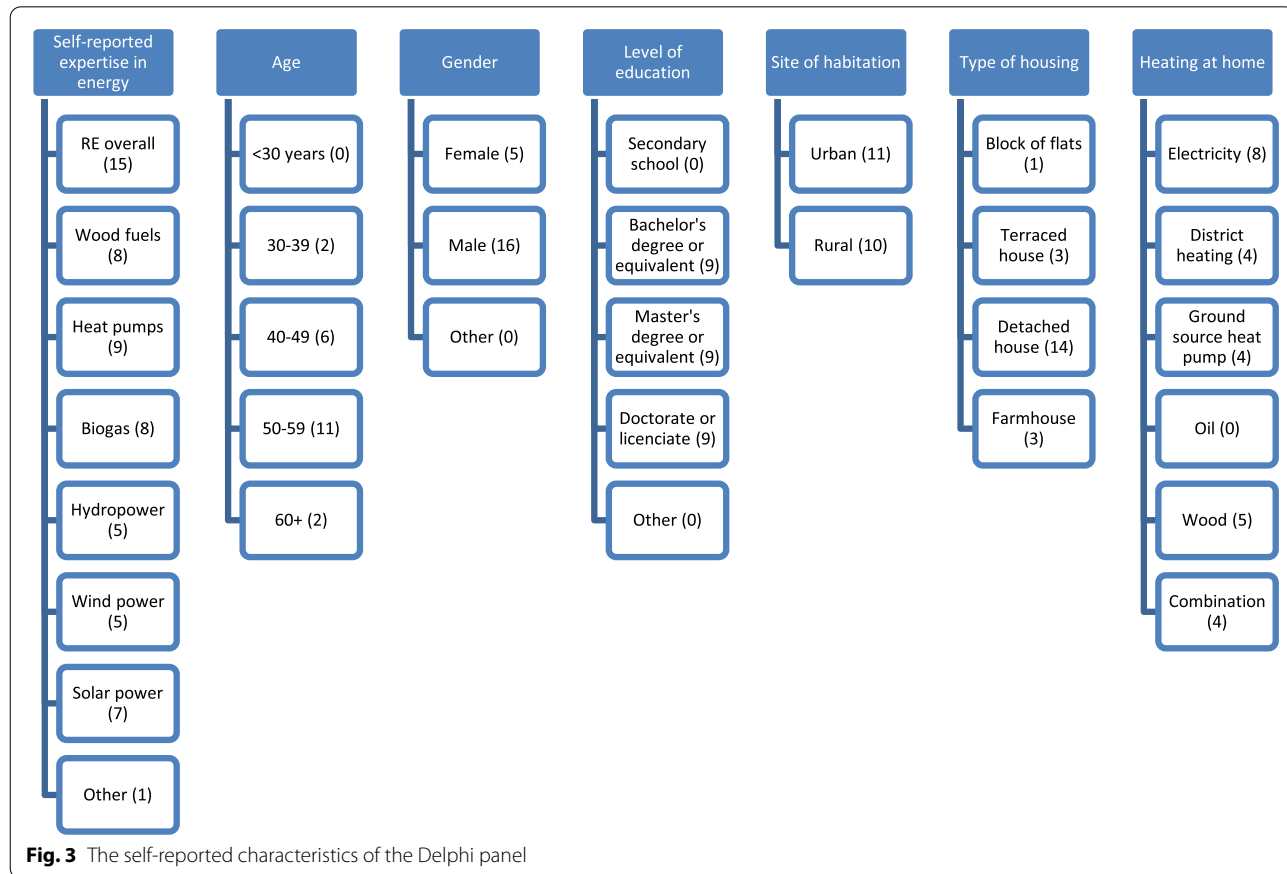 Self-reported
expertise in
energy
RE overall
(15)
Wood fuels
(8)
Heat pumps
(9)
Biogas (8)
Hydropower
(5)
Wind power
(5)
Solar power
(7)
Other (1)
Age
<30 years (0)
30-39 (2)
40-49 (6)
50-59 (11)
60+ (2)
Gender
Female (5)
Male (16)
Other (0)
Level of
education
Secondary
school (0)
Bachelor's
degree or
equivalent (9)
Master's
degree or
equivalent (9)
Doctorate or
licenciate (9)
Other (0)
Site of habitation
Urban (11)
Rural (10)
Type of housing
Block of flats
(1)
Terraced
house (3)
Detached
house (14)
Farmhouse
(3)
Heating at home
Electricity (8)
District
heating (4)
Ground
source heat
pump (4)
Oil (0)
Wood (5)
Combination
(4)
Fig. 3 The self-reported characteristics of the Delphi panel